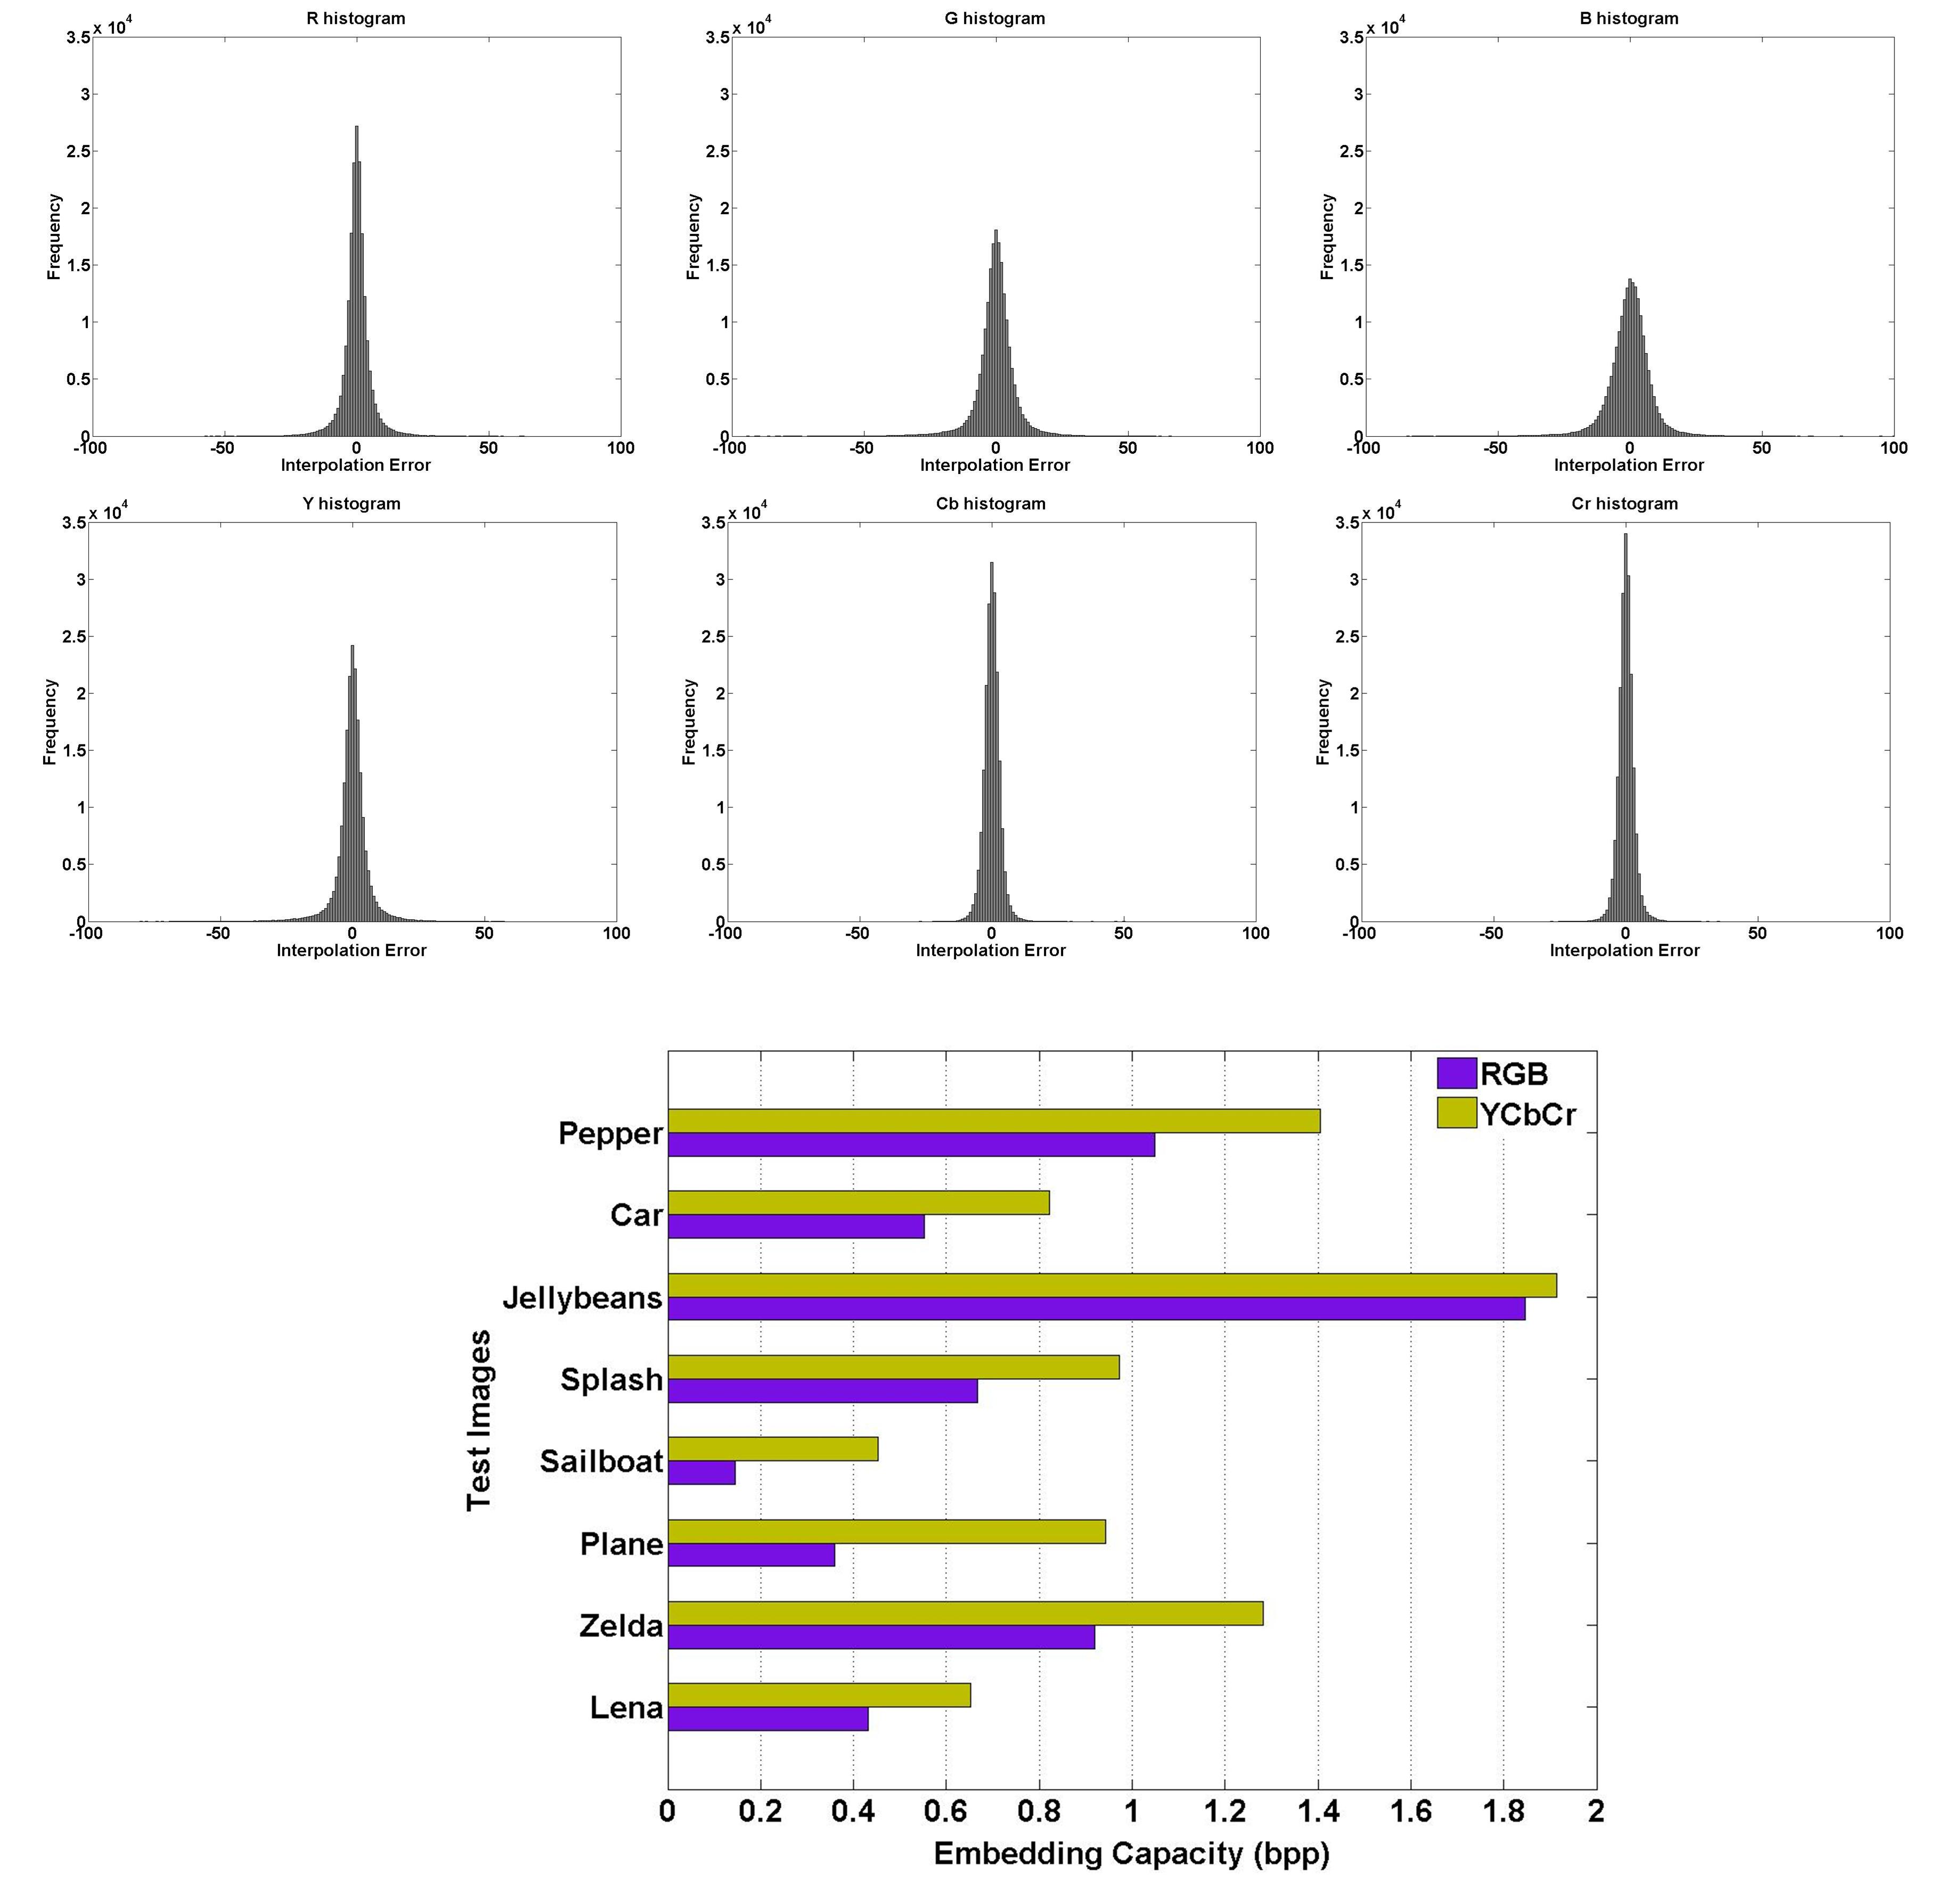 R histogram
x 10^4
3.5
3
2.5
2
1.5
1
0.5
0
Frequency
-100 -50 0 50 100
Interpolation Error
G histogram
x 10^4
3.5
3
2.5
2
1.5
1
0.5
0
Frequency
-100 -50 0 50 100
Interpolation Error
B histogram
x 10^4
3.5
3
2.5
2
1.5
1
0.5
0
Frequency
-100 -50 0 50 100
Interpolation Error
Y histogram
x 10^4
3.5
3
2.5
2
1.5
1
0.5
0
Frequency
-100 -50 0 50 100
Interpolation Error
Cb histogram
x 10^4
3.5
3
2.5
2
1.5
1
0.5
0
Frequency
-100 -50 0 50 100
Interpolation Error
Cr histogram
x 10^4
3.5
3
2.5
2
1.5
1
0.5
0
Frequency
-100 -50 0 50 100
Interpolation Error
RGB
YCbCr
Test Images
Pepper
Car
Jellybeans
Splash
Sailboat
Plane
Zelda
Lena
0 0.2 0.4 0.6 0.8 1 1.2 1.4 1.6 1.8 2
Embedding Capacity (bpp)